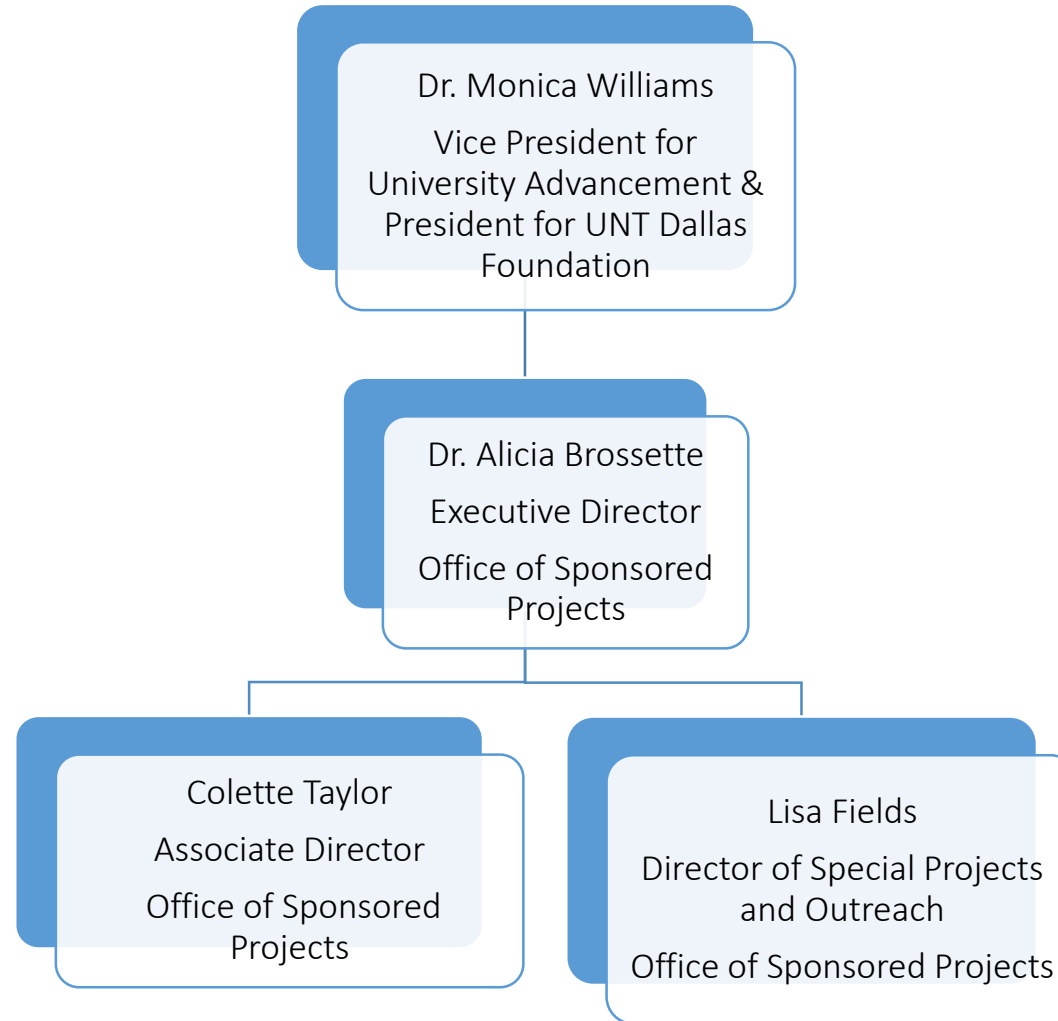 Dr. Monica Williams
Vice President for
University Advancement &
President for UNT Dallas
Foundation
Dr. Alicia Brossette
Executive Director
Office of Sponsored
Projects
Colette Taylor
Associate Director
Office of Sponsored
Projects
Lisa Fields
Director of Special Projects
and Outreach
Office of Sponsored Projects